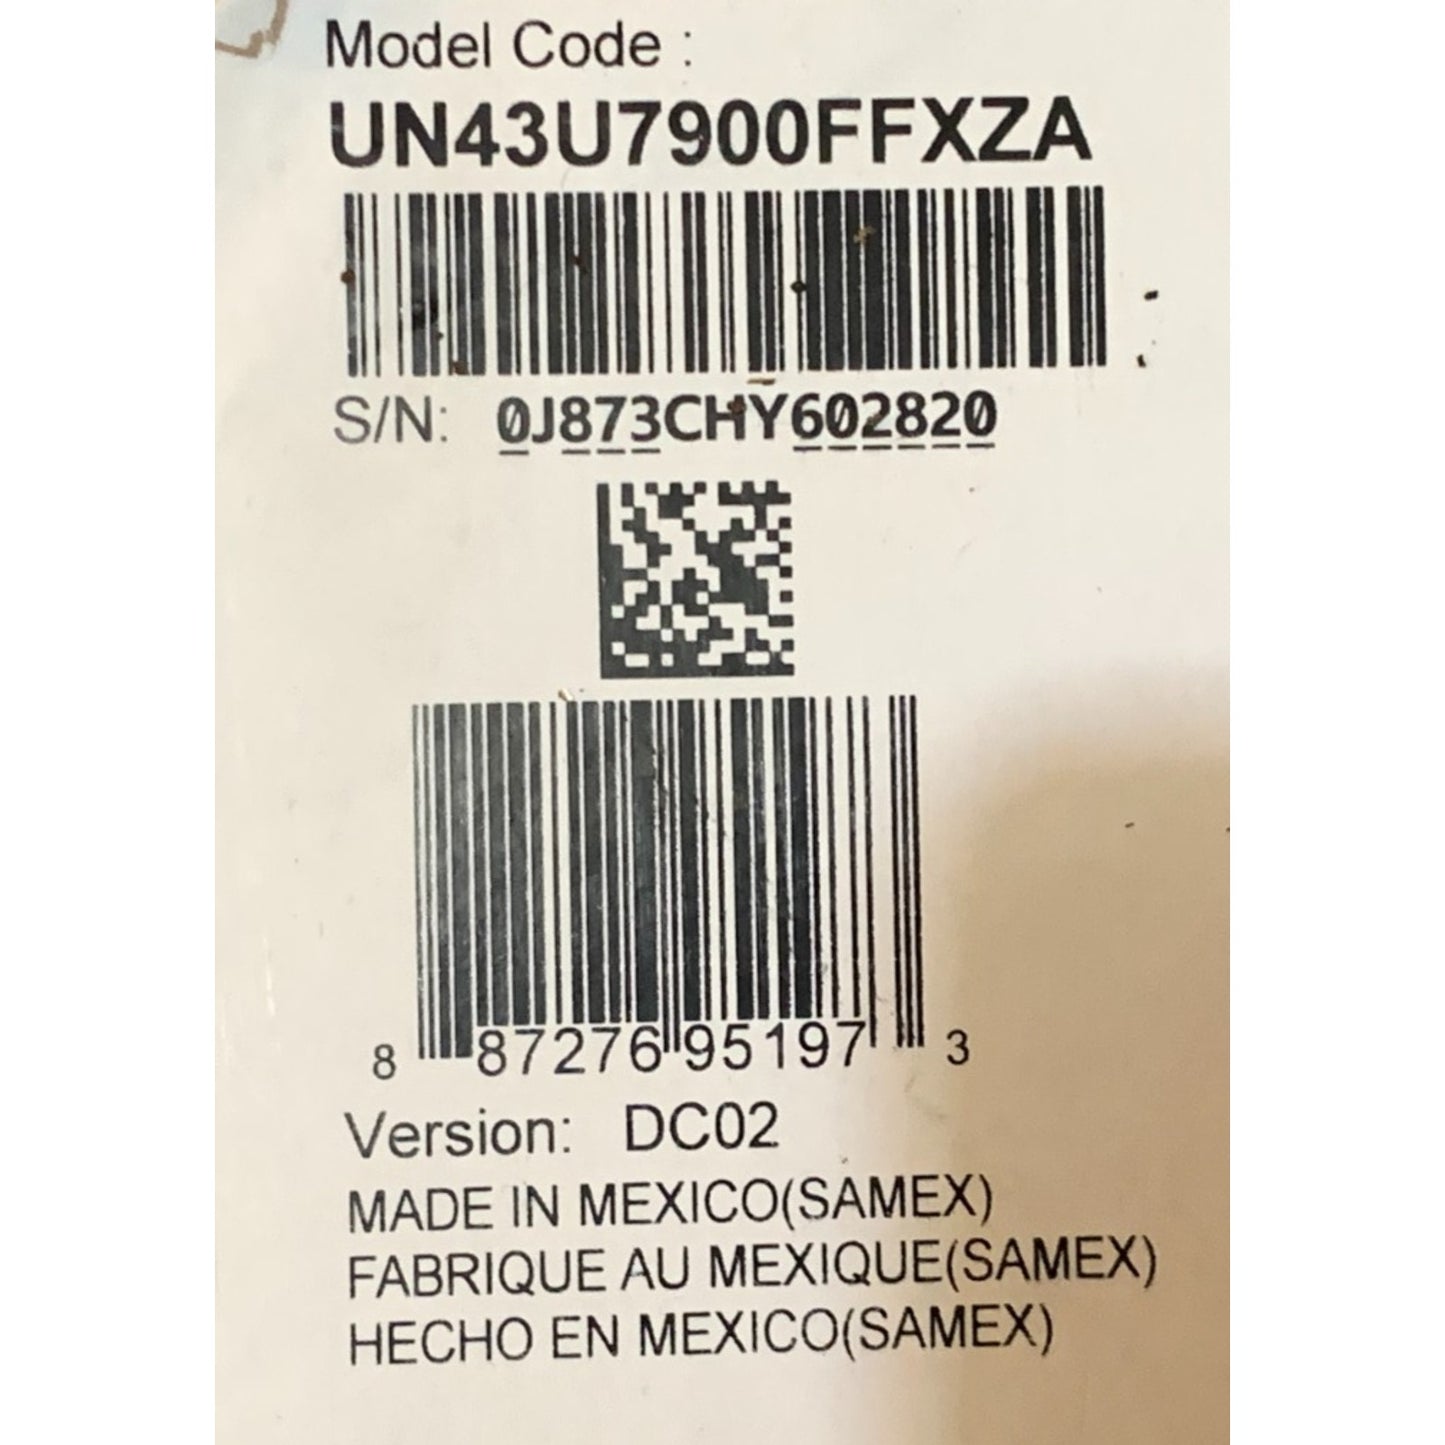 Model Code :
UN43U7900FFXZA
S/N: 0J873CHY602820
8 87276 95197 3
Version: DC02
MADE IN MEXICO(SAMEX)
FABRIQUE AU MEXIQUE(SAMEX)
HECHO EN MEXICO(SAMEX)